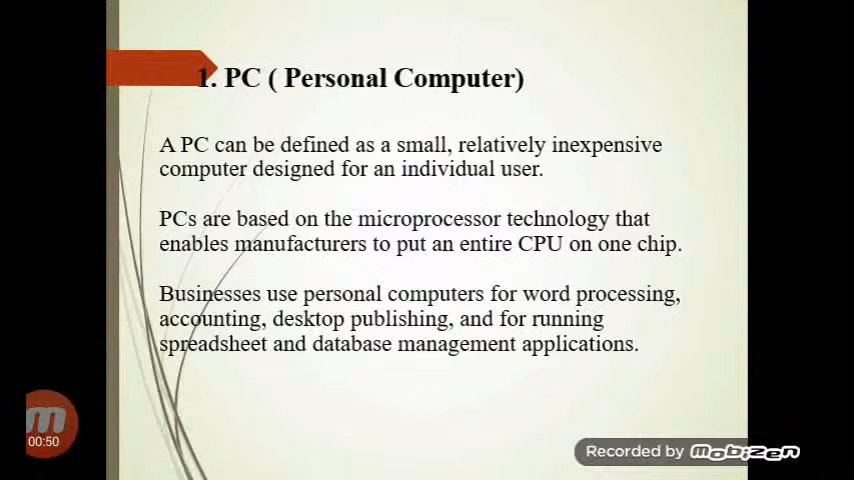 1. PC ( Personal Computer)
A PC can be defined as a small, relatively inexpensive
computer designed for an individual user.
PCs are based on the microprocessor technology that
enables manufacturers to put an entire CPU on one chip.
Businesses use personal computers for word processing,
accounting, desktop publishing, and for running
spreadsheet and database management applications.
m
00:50
Recorded by mobizen